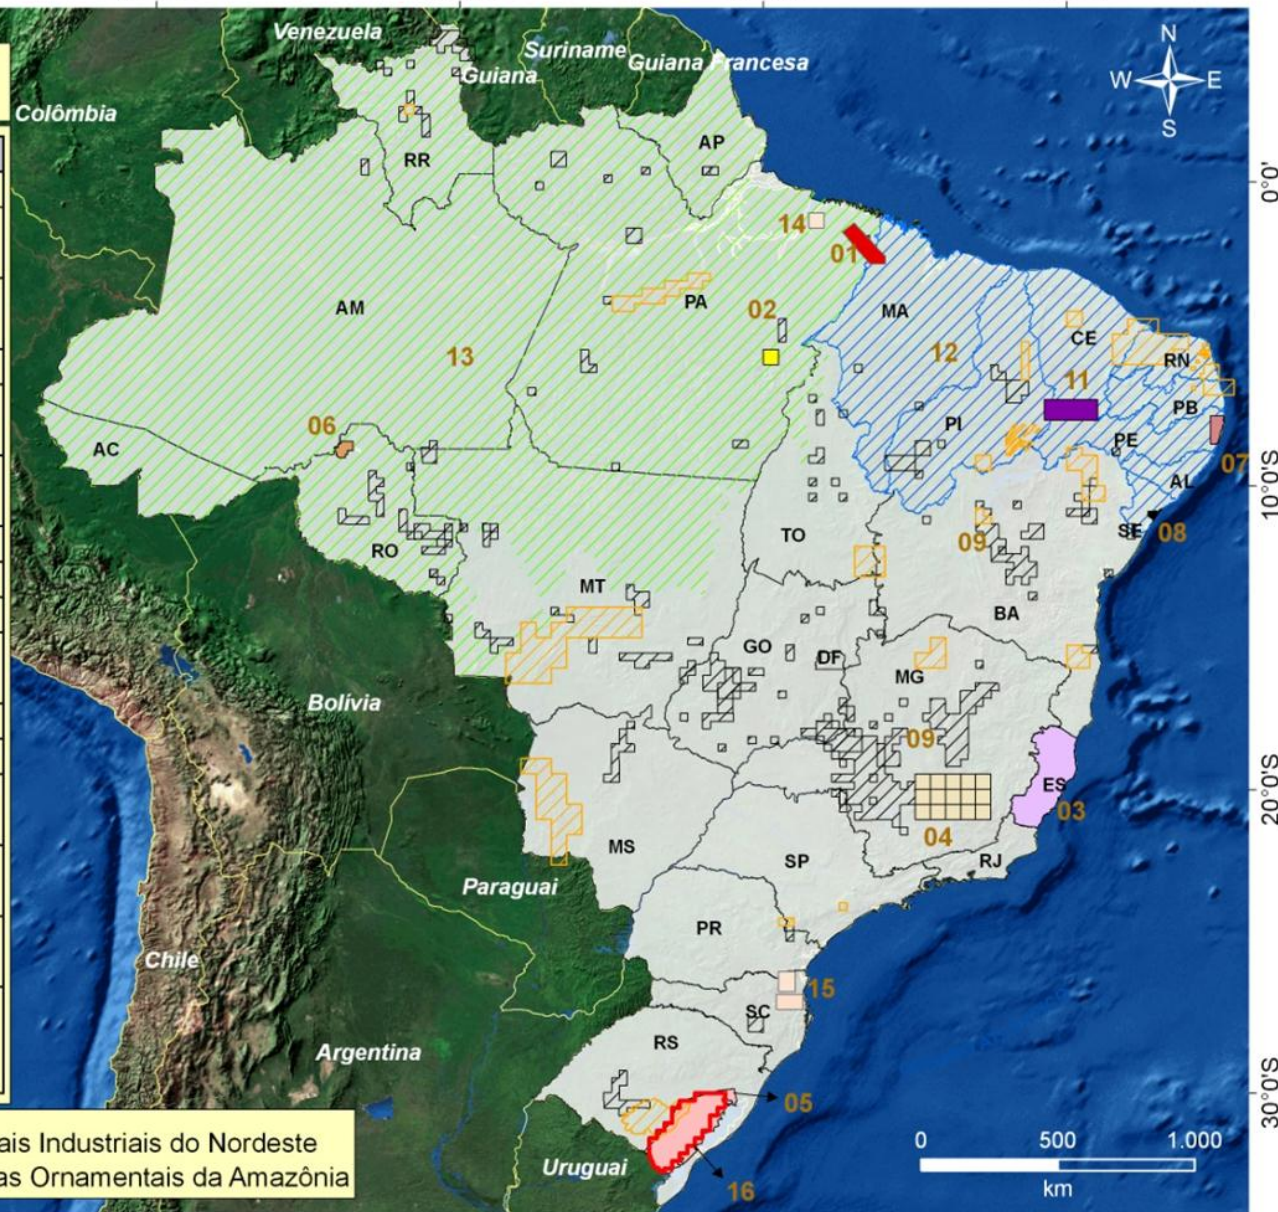 Venezuela
Suriname
Guiana Francesa
Guiana
Colômbia
N
W E
S
AP
RR
0°0'
14
01
AM
PA
02
MA
13
12
CE
RN
11
PI
PB
06
PE
AC
07
AL
10°0'S
TO
SE
08
09
RO
MT
BA
GO
DF
MG
Bolívia
09
ES
20°0'S
03
04
MS
SP
RJ
Paraguai
PR
Chile
15
SC
RS
Argentina
05
30°0'S
ais Industriais do Nordeste
as Ornamentais da Amazônia
Uruguai
16
0 500 1.000
km